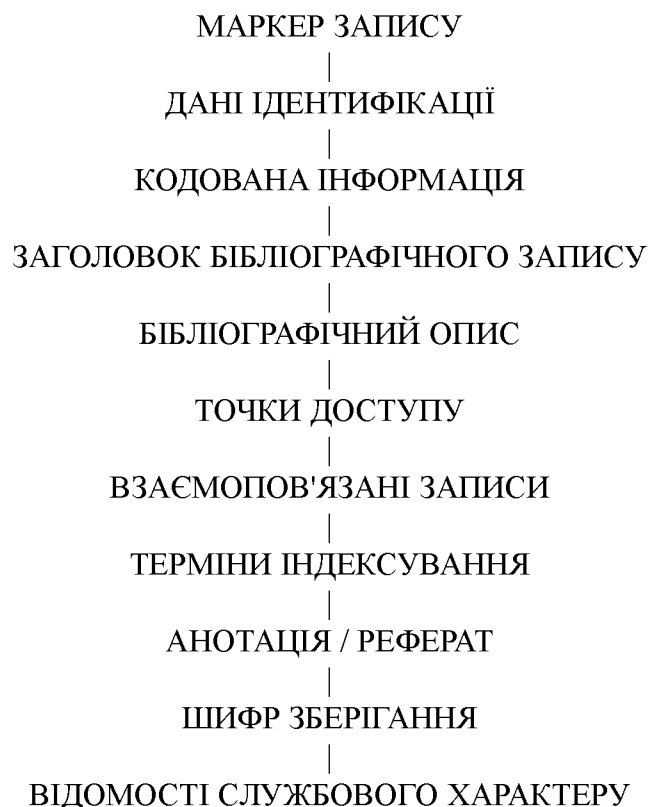 МАРКЕР ЗАПИСУ
|
ДАНІ ІДЕНТИФІКАЦІЇ
|
КОДОВАНА ІНФОРМАЦІЯ
|
ЗАГОЛОВОК БІБЛІОГРАФІЧНОГО ЗАПИСУ
|
БІБЛІОГРАФІЧНИЙ ОПИС
|
ТОЧКИ ДОСТУПУ
|
ВЗАЄМОПОВ'ЯЗАНІ ЗАПИСИ
|
ТЕРМІНИ ІНДЕКСУВАННЯ
|
АНОТАЦІЯ / РЕФЕРАТ
|
ШИФР ЗБЕРІГАННЯ
|
ВІДОМОСТІ СЛУЖБОВОГО ХАРАКТЕРУ